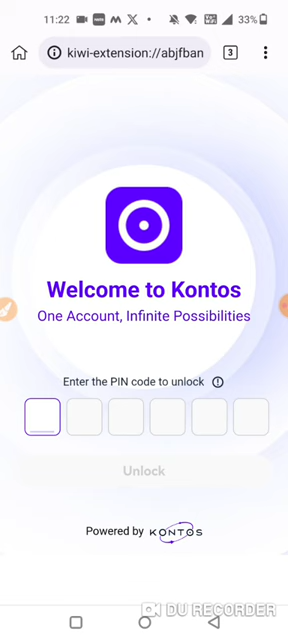 11:22 33%
kiwi-extension://abjfban 3
Welcome to Kontos
One Account, Infinite Possibilities
Enter the PIN code to unlock
Unlock
Powered by KONTOS
DU RECORDER